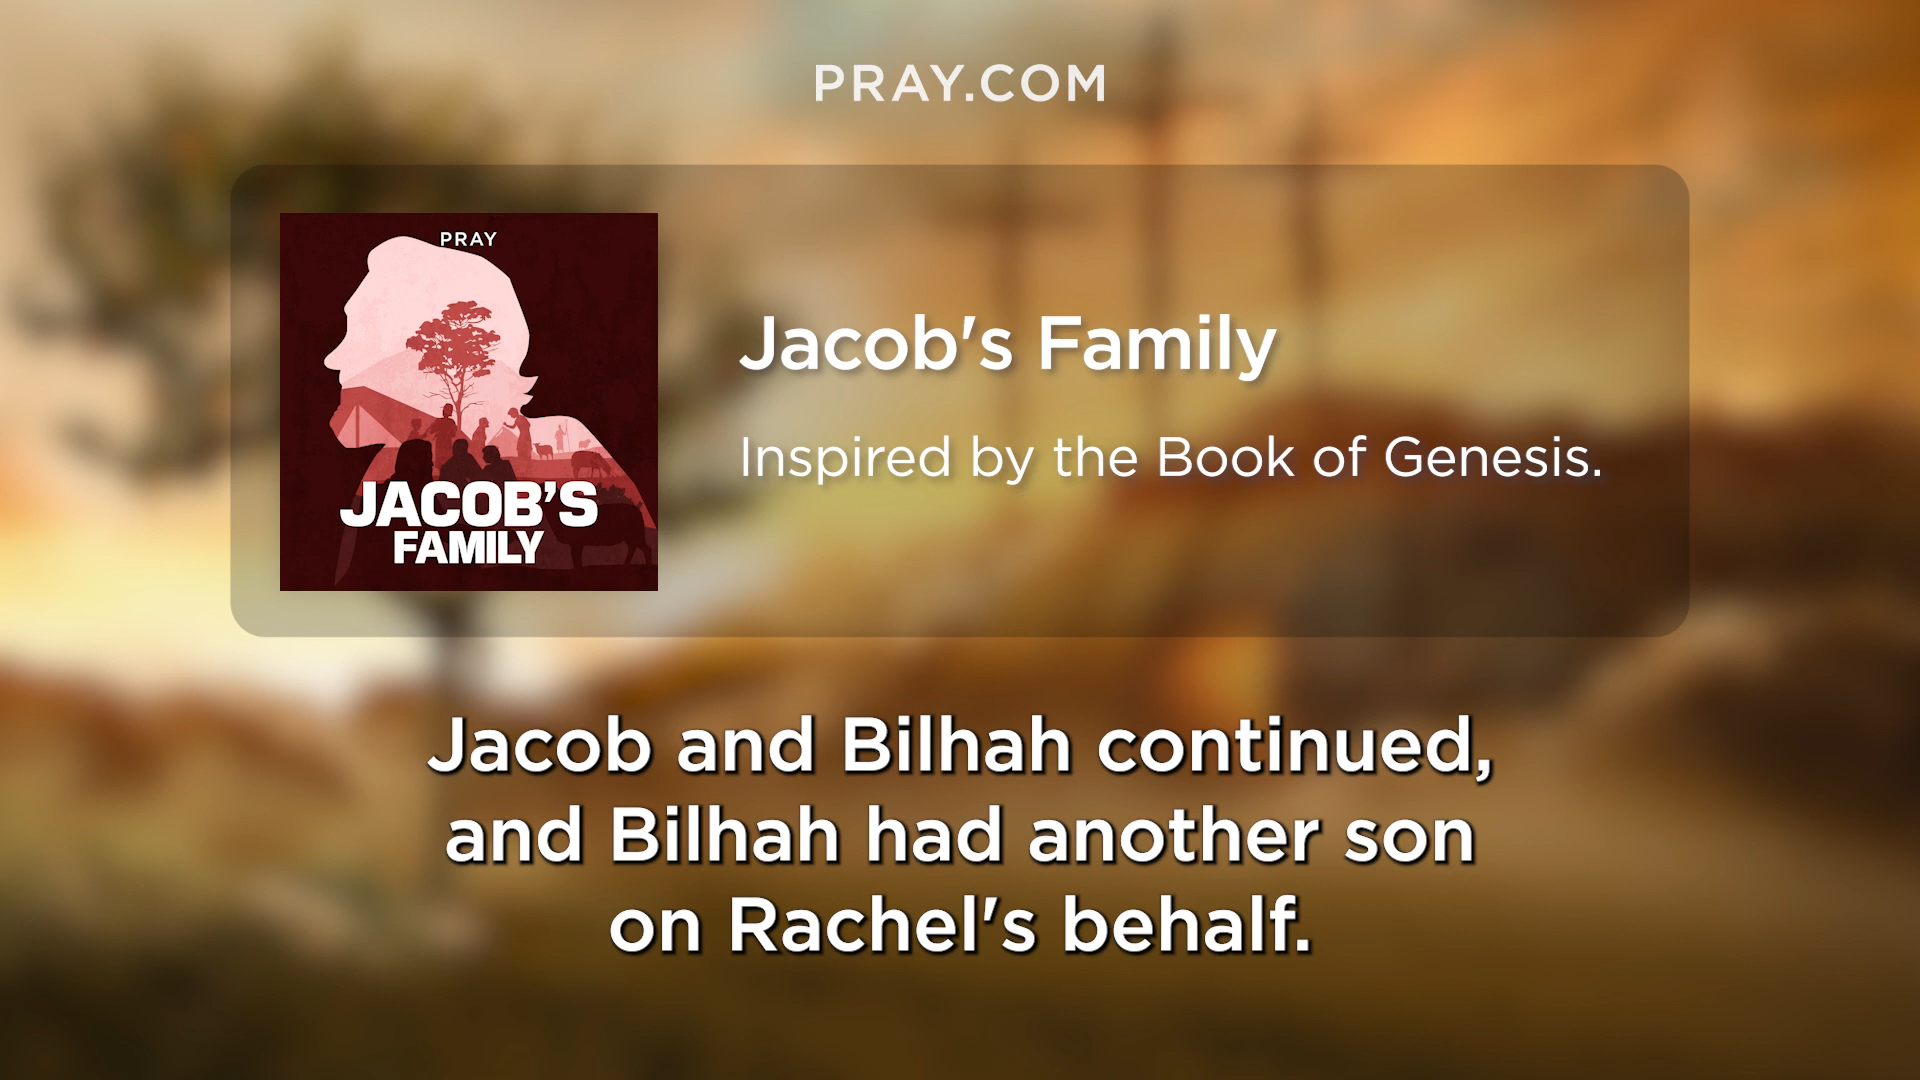 PRAY.COM
PRAY
JACOB'S
FAMILY
Jacob's Family
Inspired by the Book of Genesis.
Jacob and Bilhah continued,
and Bilhah had another son
on Rachel's behalf.